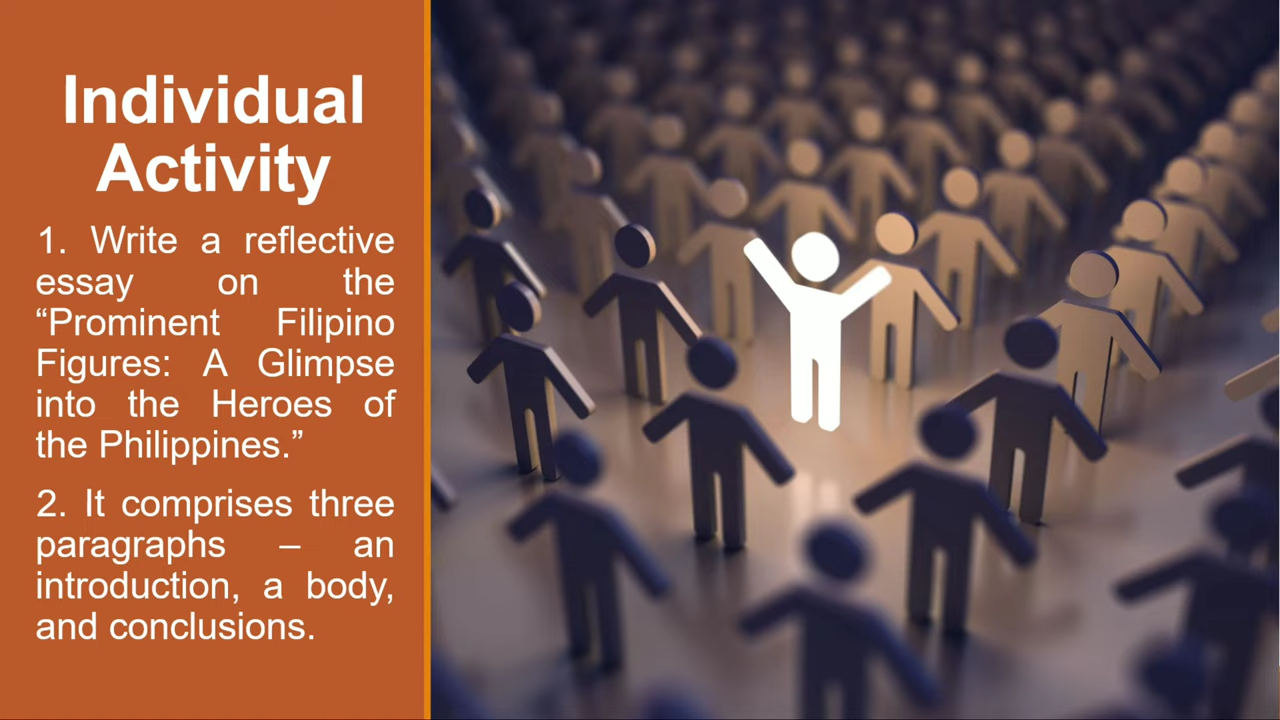 Individual
Activity
1. Write a reflective
essay on the
“Prominent Filipino
Figures: A Glimpse
into the Heroes of
the Philippines.”
2. It comprises three
paragraphs – an
introduction, a body,
and conclusions.